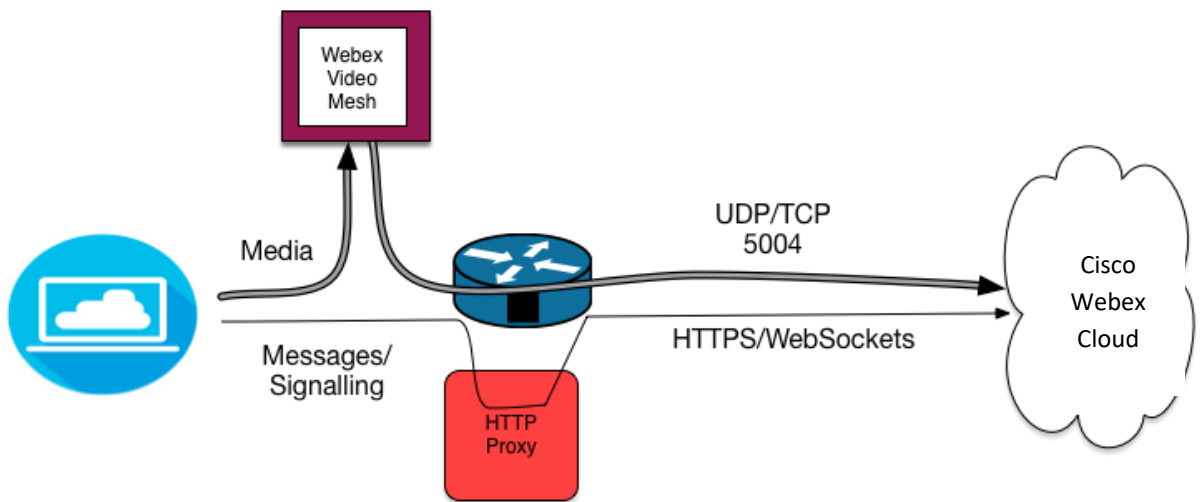 Webex
Video
Mesh
Media
UDP/TCP
5004
Cisco
Webex
Cloud
Messages/
Signalling
HTTPS/WebSockets
HTTP
Proxy